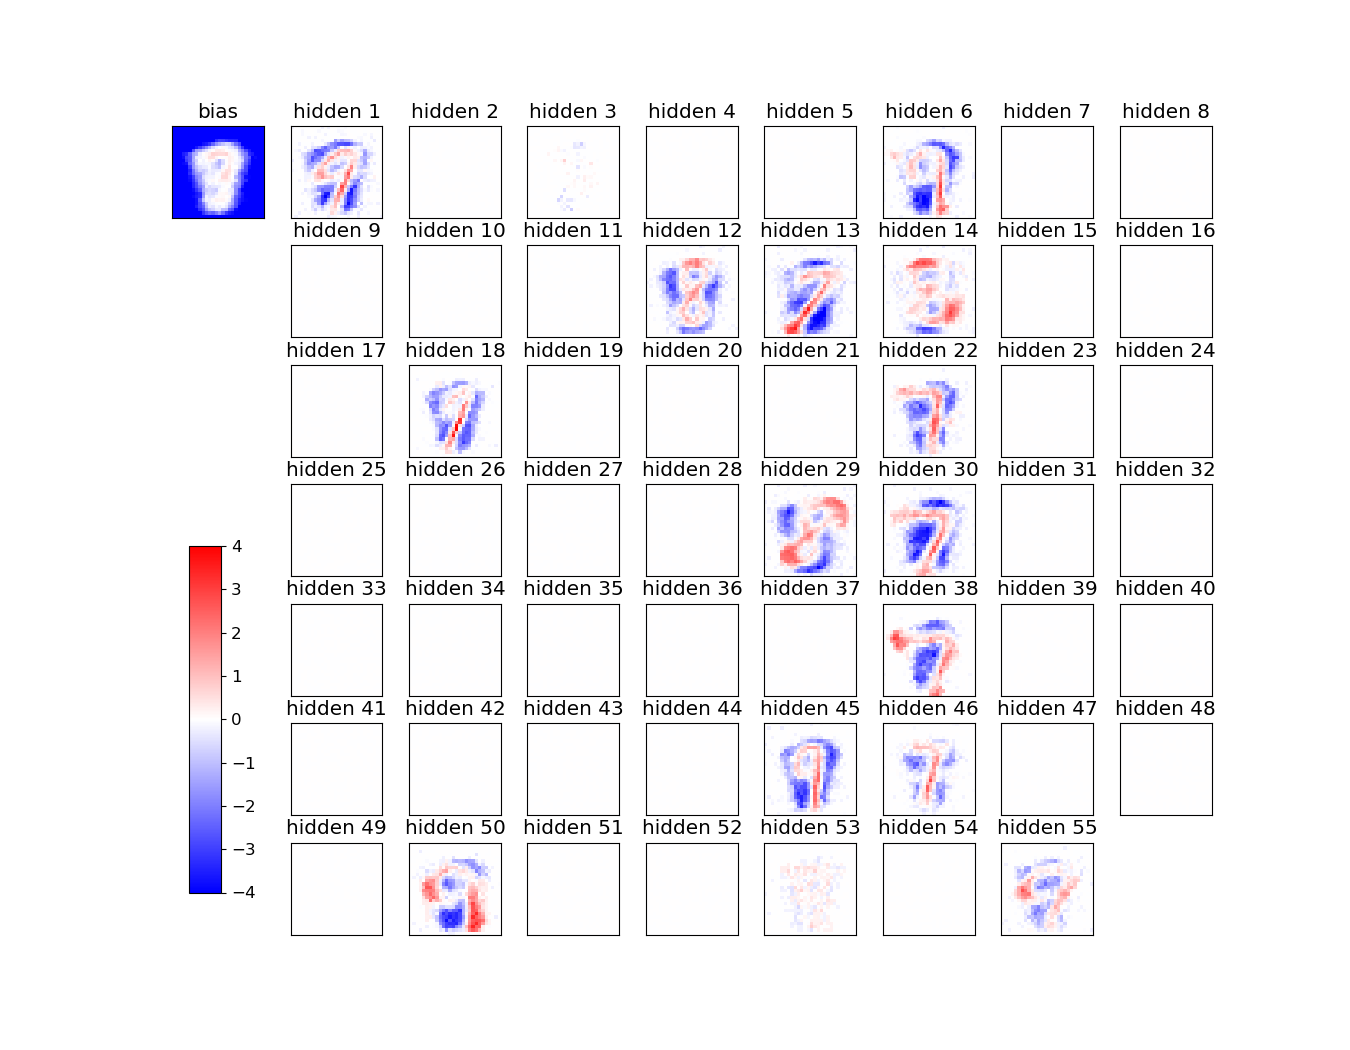 bias hidden 1 hidden 2 hidden 3 hidden 4 hidden 5 hidden 6 hidden 7 hidden 8
hidden 9 hidden 10 hidden 11 hidden 12 hidden 13 hidden 14 hidden 15 hidden 16
hidden 17 hidden 18 hidden 19 hidden 20 hidden 21 hidden 22 hidden 23 hidden 24
hidden 25 hidden 26 hidden 27 hidden 28 hidden 29 hidden 30 hidden 31 hidden 32
hidden 33 hidden 34 hidden 35 hidden 36 hidden 37 hidden 38 hidden 39 hidden 40
hidden 41 hidden 42 hidden 43 hidden 44 hidden 45 hidden 46 hidden 47 hidden 48
hidden 49 hidden 50 hidden 51 hidden 52 hidden 53 hidden 54 hidden 55
4
3
2
1
0
−1
−2
−3
−4